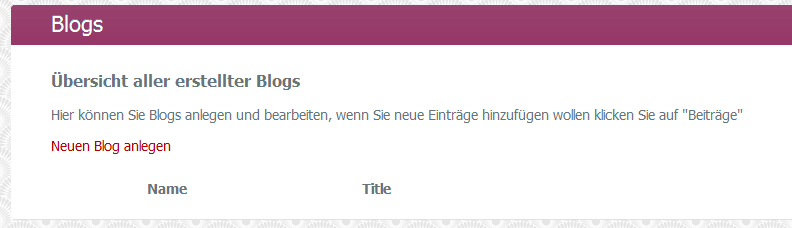 Blogs
Übersicht aller erstellter Blogs
Hier können Sie Blogs anlegen und bearbeiten, wenn Sie neue Einträge hinzufügen wollen klicken Sie auf "Beiträge"
Neuen Blog anlegen
Name Title